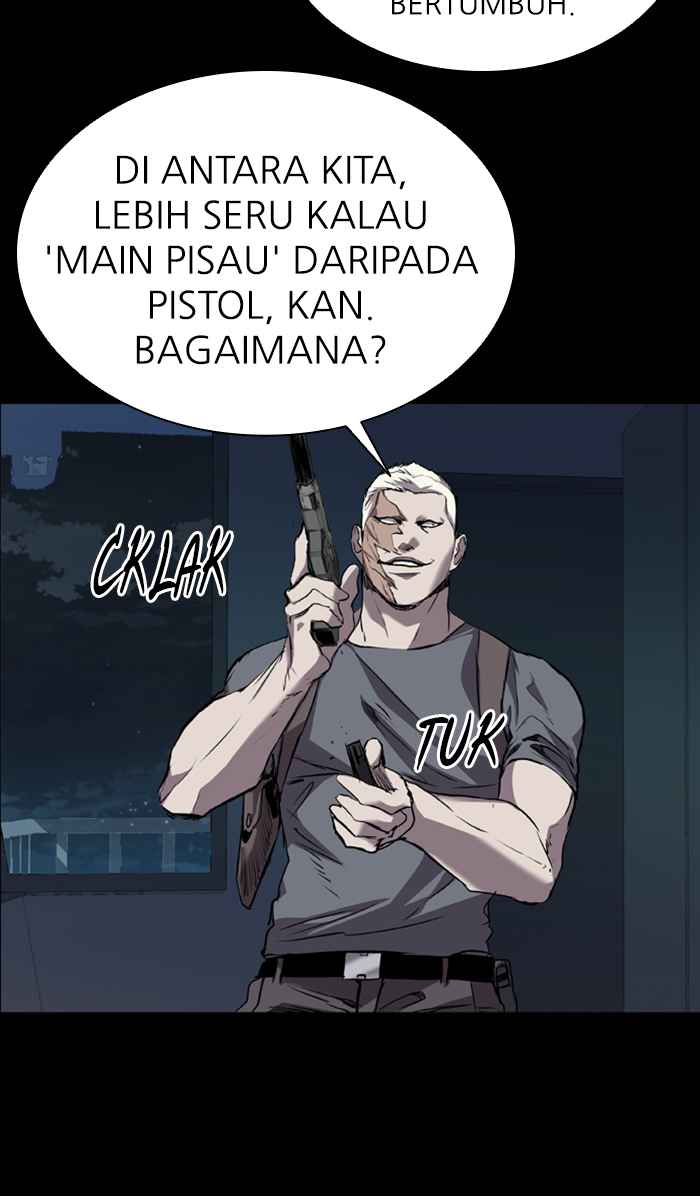 BERTUMBUH.
DI ANTARA KITA,
LEBIH SERU KALAU
'MAIN PISAU' DARIPADA
PISTOL, KAN.
BAGAIMANA?
CKLAK
TUK